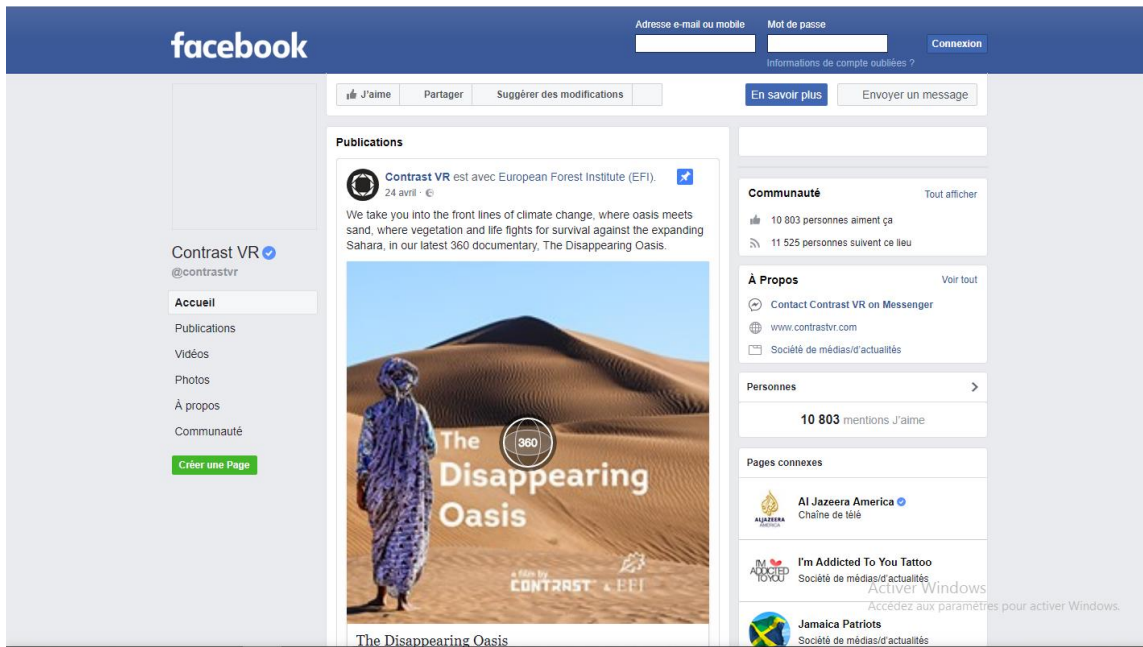 facebook
Adresse e-mail ou mobile
Mot de passe
Connexion
Informations de compte oubliées ?
J'aime
Partager
Suggérer des modifications
En savoir plus
Envoyer un message
Contrast VR
@contrastvr
Accueil
Publications
Vidéos
Photos
À propos
Communauté
Créer une Page
Publications
Contrast VR est avec European Forest Institute (EFI).
24 avril ·
We take you into the front lines of climate change, where oasis meets
sand, where vegetation and life fights for survival against the expanding
Sahara, in our latest 360 documentary, The Disappearing Oasis.
360
The
Disappearing
Oasis
a film by
CONTRAST & EFI
The Disappearing Oasis
Communauté
Tout afficher
10 803 personnes aiment ça
11 525 personnes suivent ce lieu
À Propos
Voir tout
Contact Contrast VR on Messenger
www.contrastvr.com
Société de médias/d'actualités
Personnes
10 803 mentions J'aime
Pages connexes
ALJAZEERA
AMERICA
Al Jazeera America
Chaîne de télé
I'M
ADDICTED
TO YOU
I'm Addicted To You Tattoo
Société de médias/d'actualités
Jamaica Patriots
Société de médias/d'actualités
Activer Windows
Accédez aux paramètres pour activer Windows.